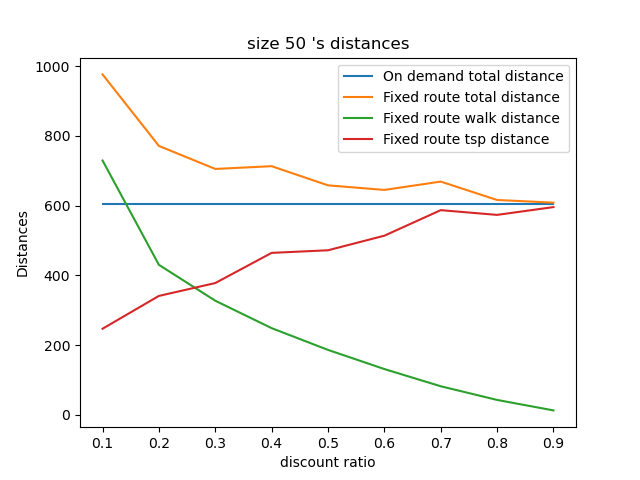 size 50 's distances
On demand total distance
Fixed route total distance
Fixed route walk distance
Fixed route tsp distance
Distances
1000
800
600
400
200
0
0.1 0.2 0.3 0.4 0.5 0.6 0.7 0.8 0.9
discount ratio